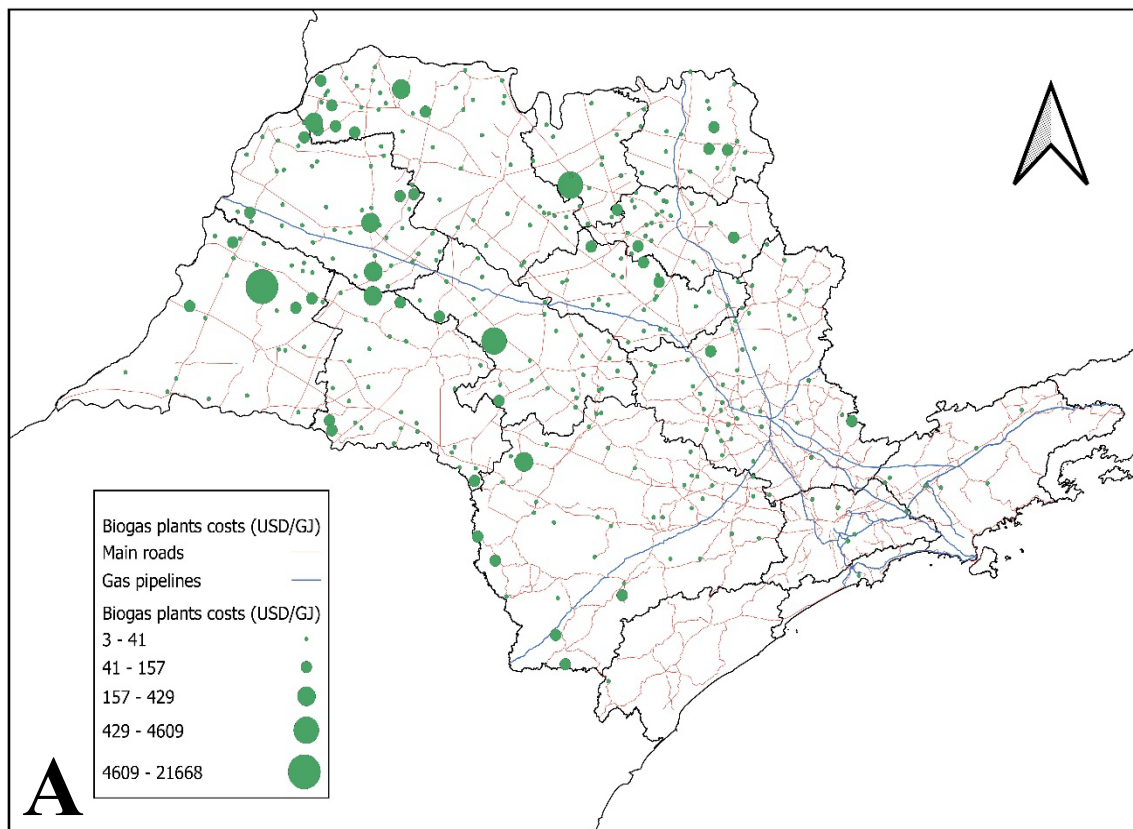 Biogas plants costs (USD/GJ)
Main roads
Gas pipelines
Biogas plants costs (USD/GJ)
3 - 41
41 - 157
157 - 429
429 - 4609
4609 - 21668
A